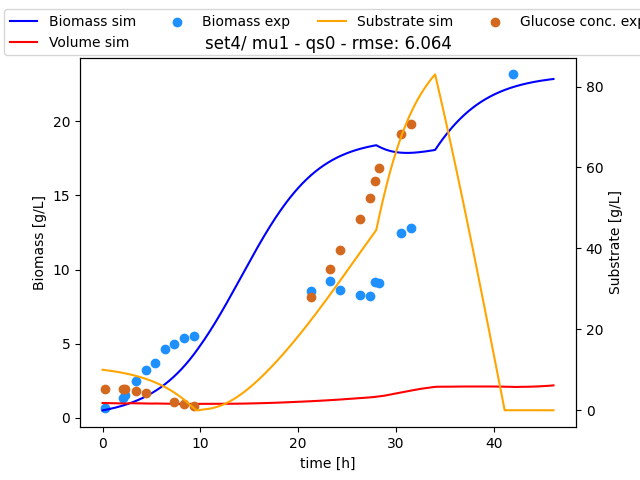 Biomass sim Biomass exp Substrate sim Glucose conc. exp
Volume sim
set4/ mu1 - qs0 - rmse: 6.064
Biomass [g/L]
20
15
10
5
0
80
60
40
20
0
Substrate [g/L]
0 10 20 30 40
time [h]